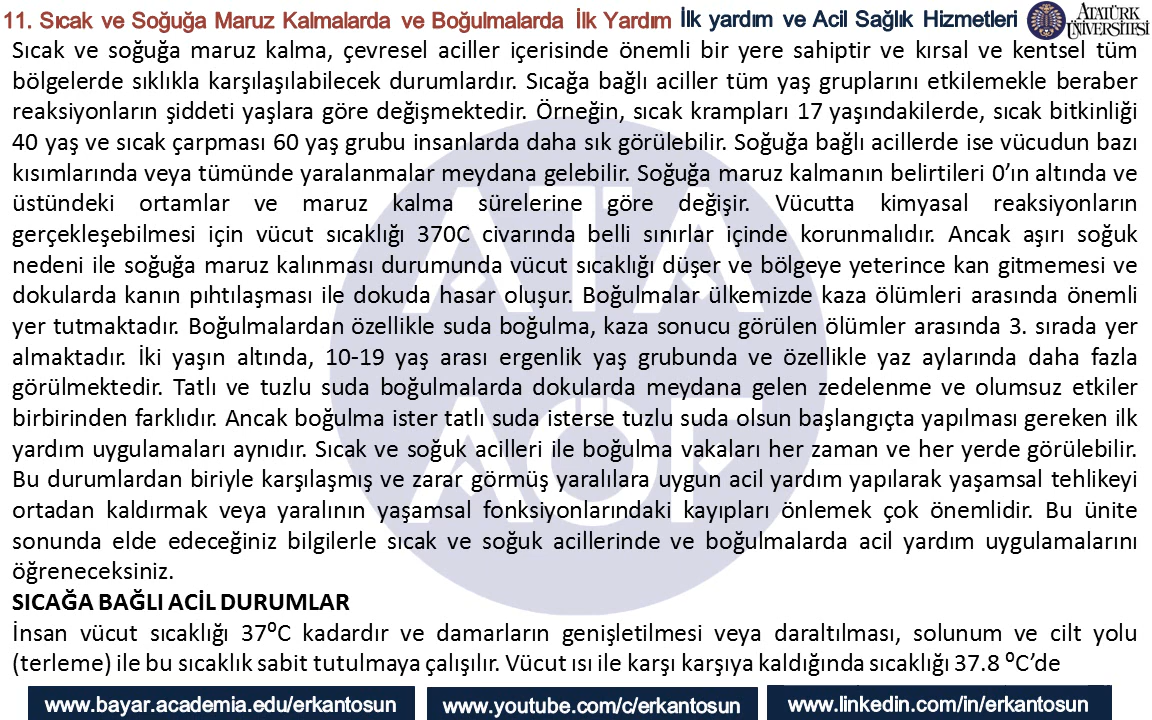 11. Sıcak ve Soğuğa Maruz Kalmalarda ve Boğulmalarda İlk Yardım İlk yardım ve Acil Sağlık Hizmetleri ATATÜRK ÜNİVERSİTESİ
Sıcak ve soğuğa maruz kalma, çevresel aciller içerisinde önemli bir yere sahiptir ve kırsal ve kentsel tüm
bölgelerde sıklıkla karşılaşılabilecek durumlardır. Sıcağa bağlı aciller tüm yaş gruplarını etkilemekle beraber
reaksiyonların şiddeti yaşlara göre değişmektedir. Örneğin, sıcak krampları 17 yaşındakilerde, sıcak bitkinliği
40 yaş ve sıcak çarpması 60 yaş grubu insanlarda daha sık görülebilir. Soğuğa bağlı acillerde ise vücudun bazı
kısımlarında veya tümünde yaralanmalar meydana gelebilir. Soğuğa maruz kalmanın belirtileri 0’ın altında ve
üstündeki ortamlar ve maruz kalma sürelerine göre değişir. Vücutta kimyasal reaksiyonların
gerçekleşebilmesi için vücut sıcaklığı 370C civarında belli sınırlar içinde korunmalıdır. Ancak aşırı soğuk
nedeni ile soğuğa maruz kalınması durumunda vücut sıcaklığı düşer ve bölgeye yeterince kan gitmemesi ve
dokularda kanın pıhtılaşması ile dokuda hasar oluşur. Boğulmalar ülkemizde kaza ölümleri arasında önemli
yer tutmaktadır. Boğulmalardan özellikle suda boğulma, kaza sonucu görülen ölümler arasında 3. sırada yer
almaktadır. İki yaşın altında, 10-19 yaş arası ergenlik yaş grubunda ve özellikle yaz aylarında daha fazla
görülmektedir. Tatlı ve tuzlu suda boğulmalarda dokularda meydana gelen zedelenme ve olumsuz etkiler
birbirinden farklıdır. Ancak boğulma ister tatlı suda isterse tuzlu suda olsun başlangıçta yapılması gereken ilk
yardım uygulamaları aynıdır. Sıcak ve soğuk acilleri ile boğulma vakaları her zaman ve her yerde görülebilir.
Bu durumlardan biriyle karşılaşmış ve zarar görmüş yaralılara uygun acil yardım yapılarak yaşamsal tehlikeyi
ortadan kaldırmak veya yaralının yaşamsal fonksiyonlarındaki kayıpları önlemek çok önemlidir. Bu ünite
sonunda elde edeceğiniz bilgilerle sıcak ve soğuk acillerinde ve boğulmalarda acil yardım uygulamalarını
öğreneceksiniz.
SICAĞA BAĞLI ACİL DURUMLAR
İnsan vücut sıcaklığı 37⁰C kadardır ve damarların genişletilmesi veya daraltılması, solunum ve cilt yolu
(terleme) ile bu sıcaklık sabit tutulmaya çalışılır. Vücut ısı ile karşı karşıya kaldığında sıcaklığı 37.8 ⁰C’de
ATA
AÖF
www.bayar.academia.edu/erkantosun www.youtube.com/c/erkantosun www.linkedin.com/in/erkantosun